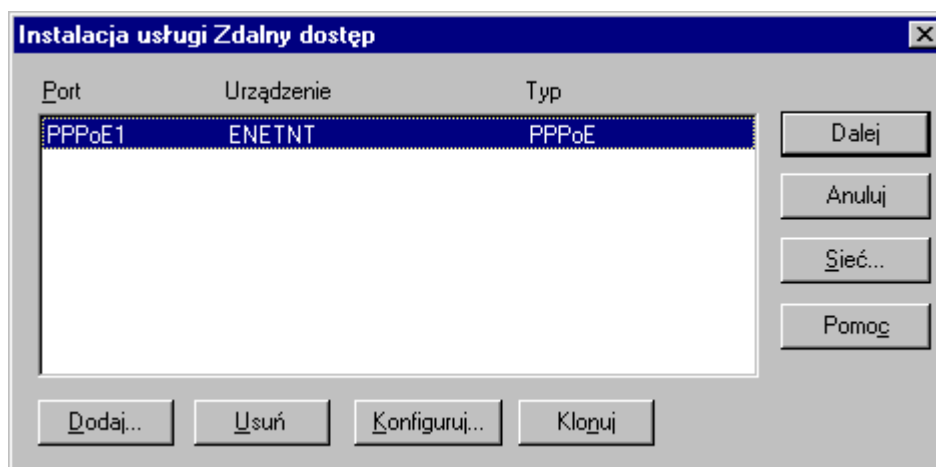 Instalacja usługi Zdalny dostęp
Port Urządzenie Typ
PPPoE1 ENETNT PPPoE
Dalej
Anuluj
Sieć...
Pomoc
Dodaj... Usuń Konfiguruj... Klonuj